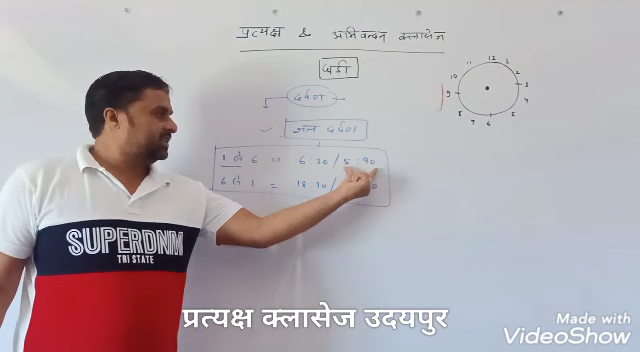 प्रत्यक्ष & अभिनन्दन क्लासेज
घडी
दर्पण
जल दर्पण
1 से 6 = 6:30 / 5:90
6 से 1 = 18:30 /
12 1 2 3 4 5 6 7 8 9 10 11
SUPERDNM
TRI STATE
प्रत्यक्ष क्लासेज उदयपुर
Made with
VideoShow